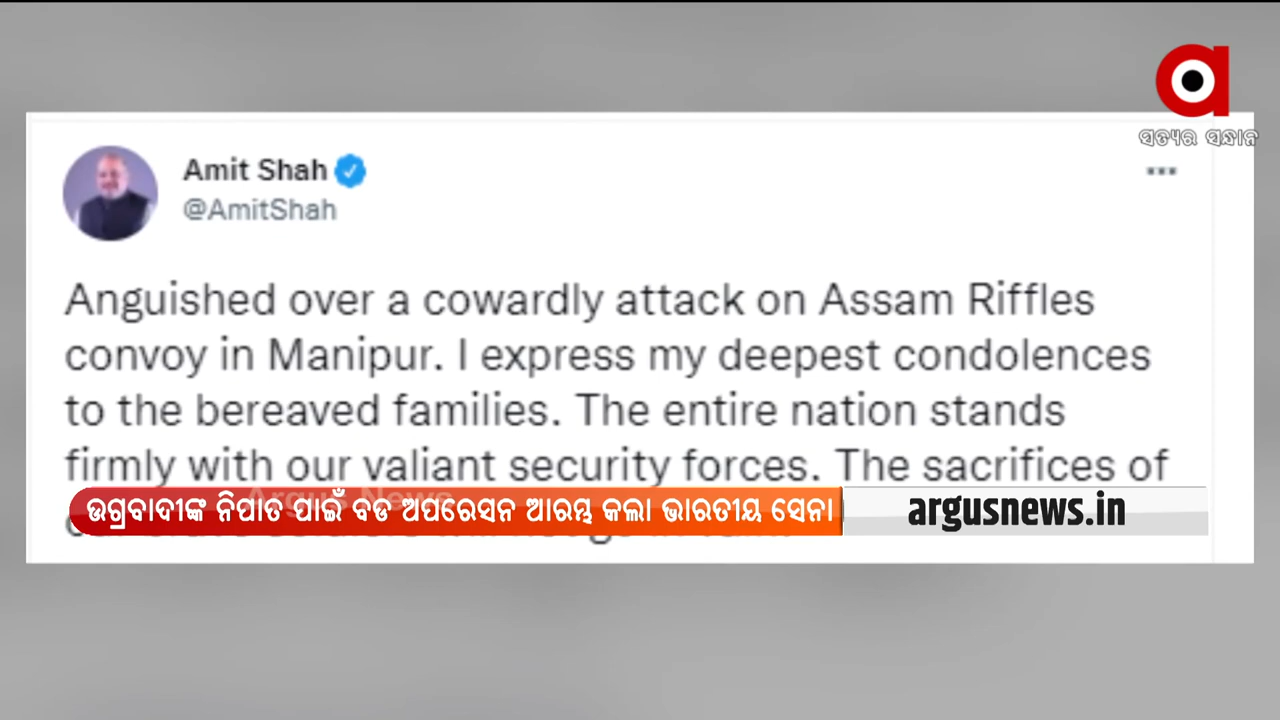 ସତ୍ୟର ସନ୍ଧାନ
Amit Shah
@AmitShah
Anguished over a cowardly attack on Assam Riffles
convoy in Manipur. I express my deepest condolences
to the bereaved families. The entire nation stands
firmly with our valiant security forces. The sacrifices of
Argus News
ଉଗ୍ରବାଦୀଙ୍କ ନିପାତ ପାଇଁ ବଡ ଅପରେସନ ଆରମ୍ଭ କଲା ଭାରତୀୟ ସେନା
argusnews.in